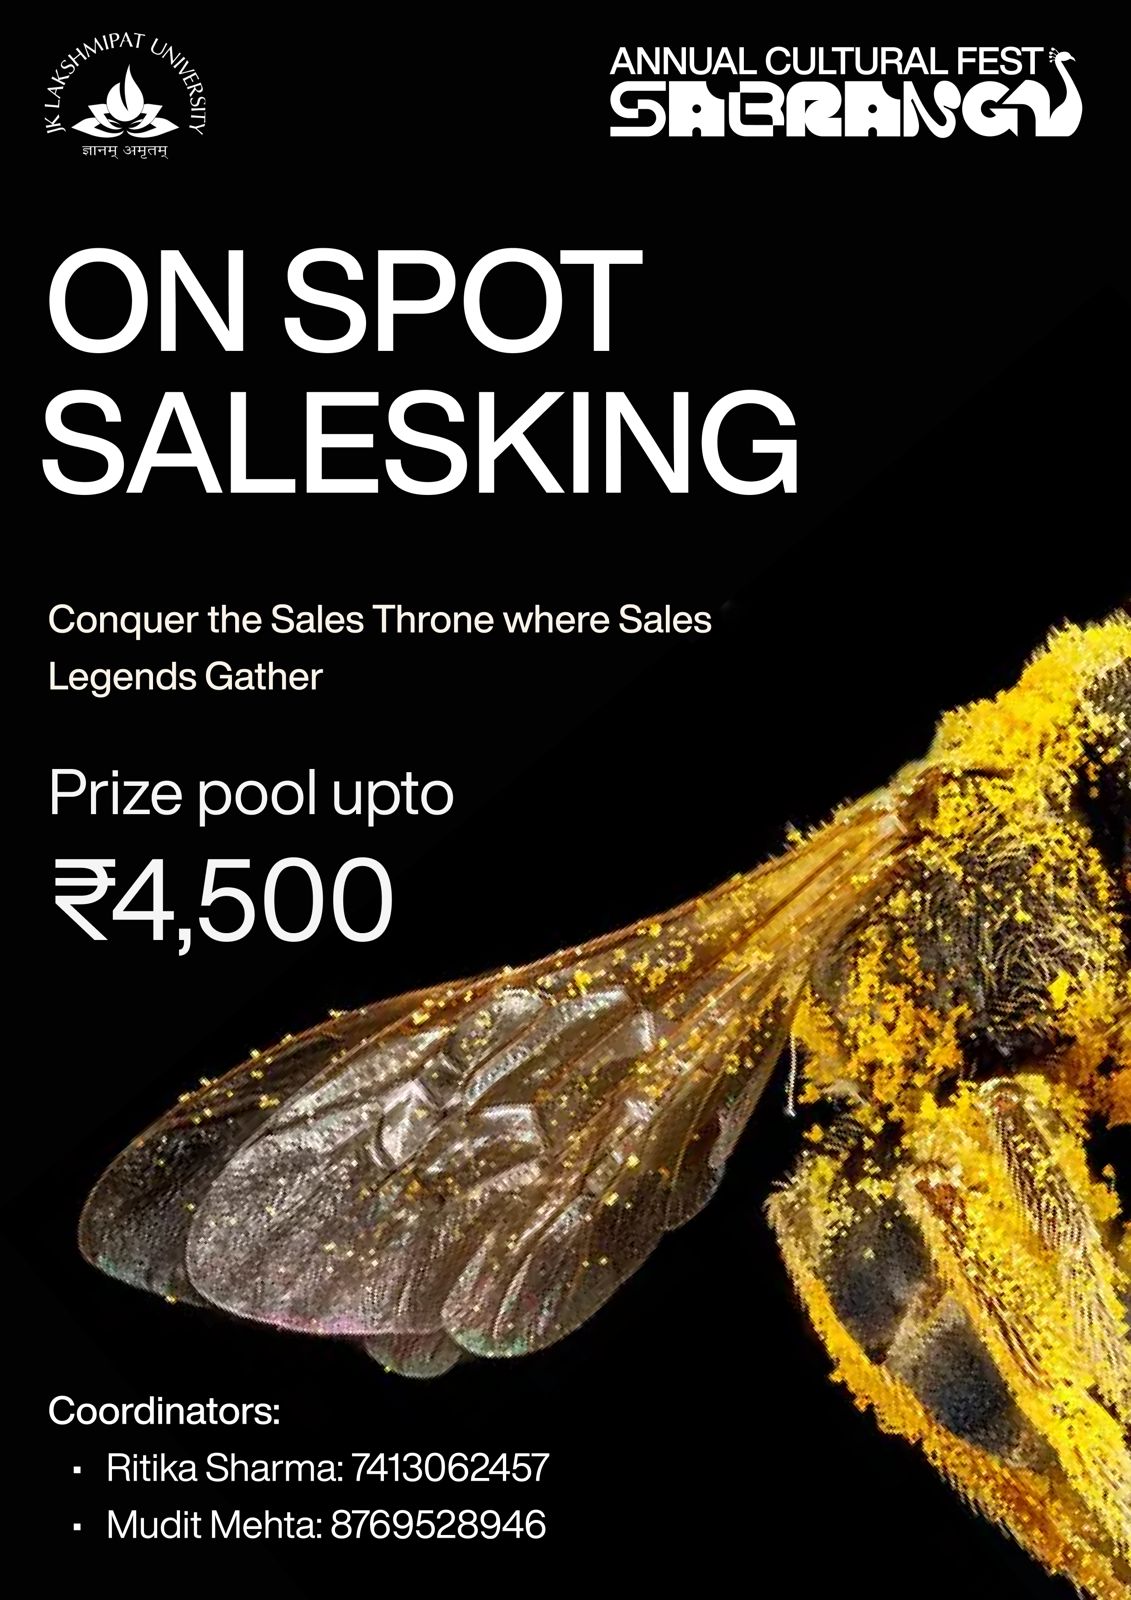 JK LAKSHMIPAT UNIVERSITY
ज्ञानम् अमृतम्
ANNUAL CULTURAL FEST
SABRANG
ON SPOT
SALESKING
Conquer the Sales Throne where Sales
Legends Gather
Prize pool upto
₹4,500
Coordinators:
▪ Ritika Sharma: 7413062457
▪ Mudit Mehta: 8769528946